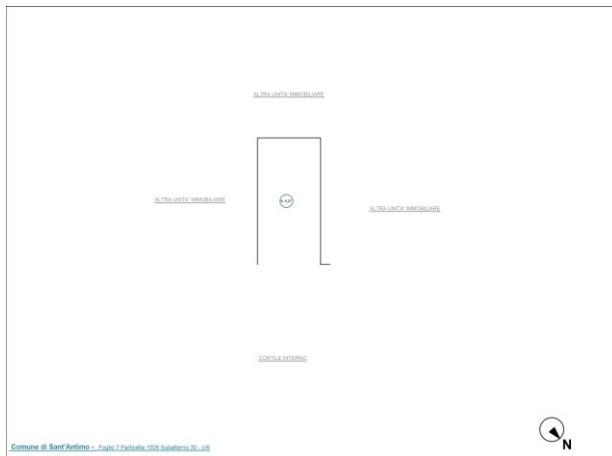 ALTRA UNITA' IMMOBILIARE
ALTRA UNITA' IMMOBILIARE
ALTRA UNITA' IMMOBILIARE
CORTILE INTERNO
N
Comune di Sant'Antimo - Foglio 7 Particella 1008 Subalterno 30 - c/6